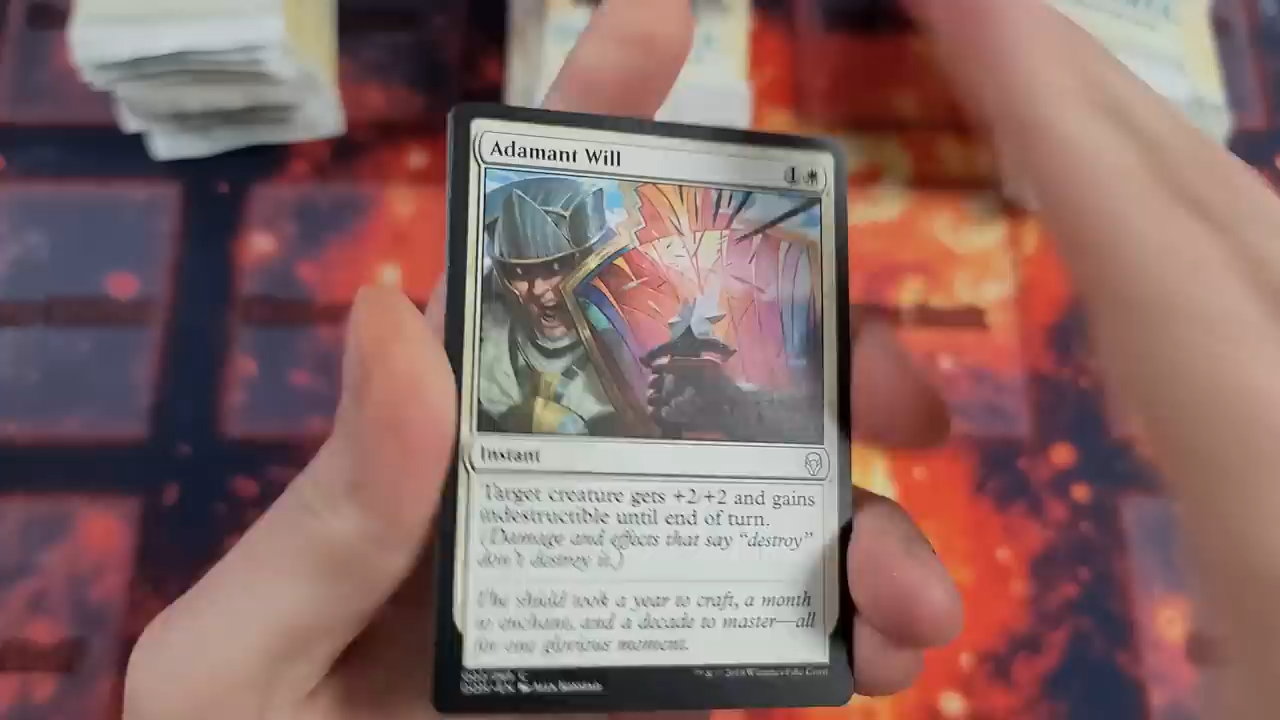 Adamant Will
1
Instant
Target creature gets +2/+2 and gains
indestructible until end of turn.
(Damage and effects that say "destroy"
don't destroy it.)
The shield took a year to craft, a month
to enchant, and a decade to master—all
for one glorious moment.